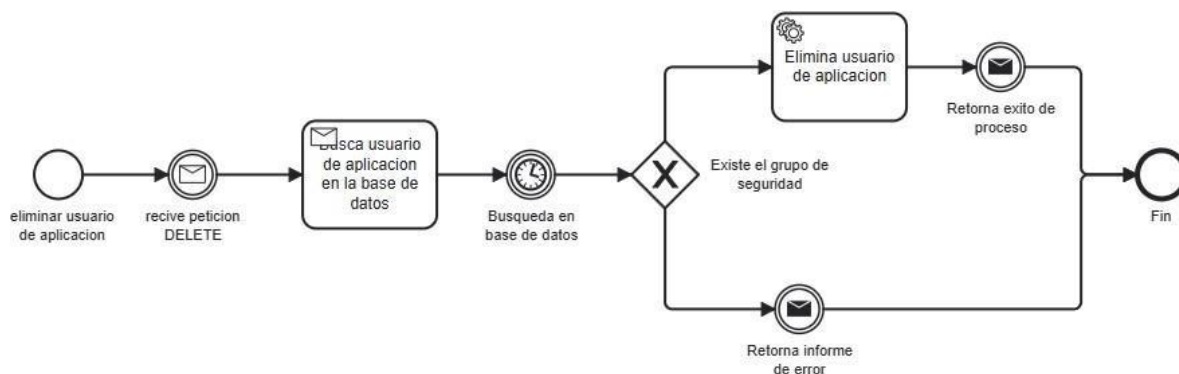 eliminar usuario
de aplicacion
recive peticion
DELETE
Busca usuario
de aplicacion
en la base de
datos
Busqueda en
base de datos
Existe el grupo de
seguridad
Elimina usuario
de aplicacion
Retorna exito de
proceso
Retorna informe
de error
Fin